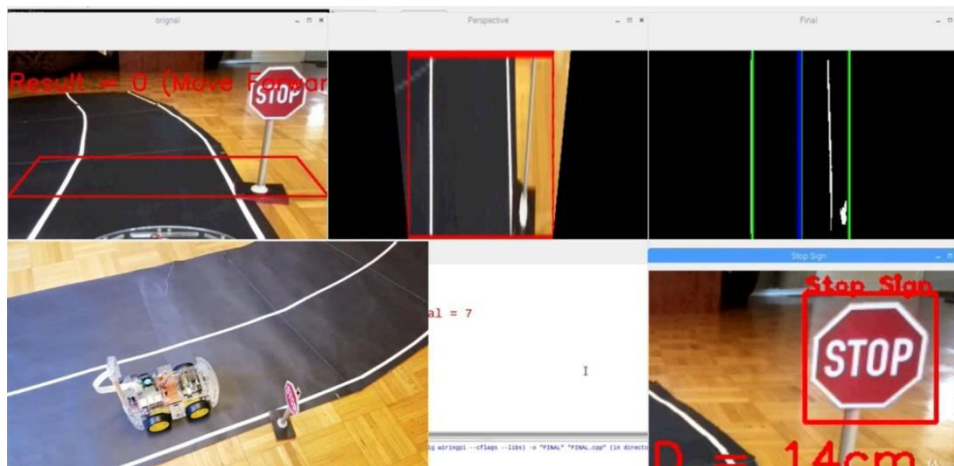 orignal
Perspective
Final
Result = 0 (Move Forwar
STOP
Stop Sign
Stop Sign
STOP
D = 14cm
al = 7
ig wiringpi --cflags --libs) -o "FINAL" "FINAL.cpp" (in directo